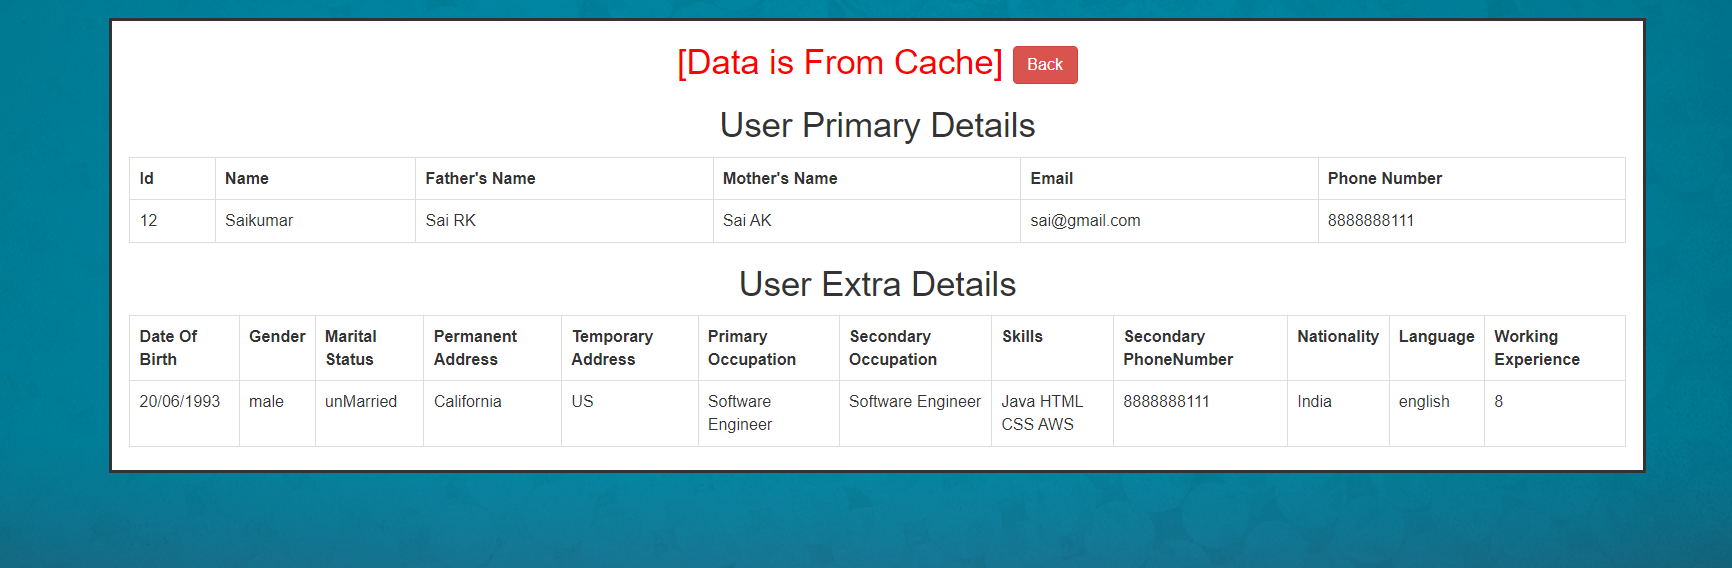 [Data is From Cache] Back
User Primary Details
Id Name Father's Name Mother's Name Email Phone Number
12 Saikumar Sai RK Sai AK sai@gmail.com 8888888111
User Extra Details
Date Of Gender Marital Permanent Temporary Primary Secondary Skills Secondary Nationality Language Working
Birth Status Address Address Occupation Occupation PhoneNumber Experience
20/06/1993 male unMarried California US Software Software Engineer Java HTML 8888888111 India english 8
Engineer CSS AWS